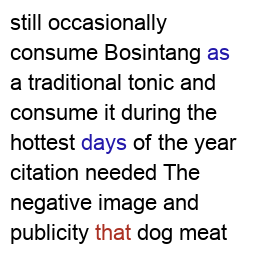 still occasionally
consume Bosintang as
a traditional tonic and
consume it during the
hottest days of the year
citation needed The
negative image and
publicity that dog meat